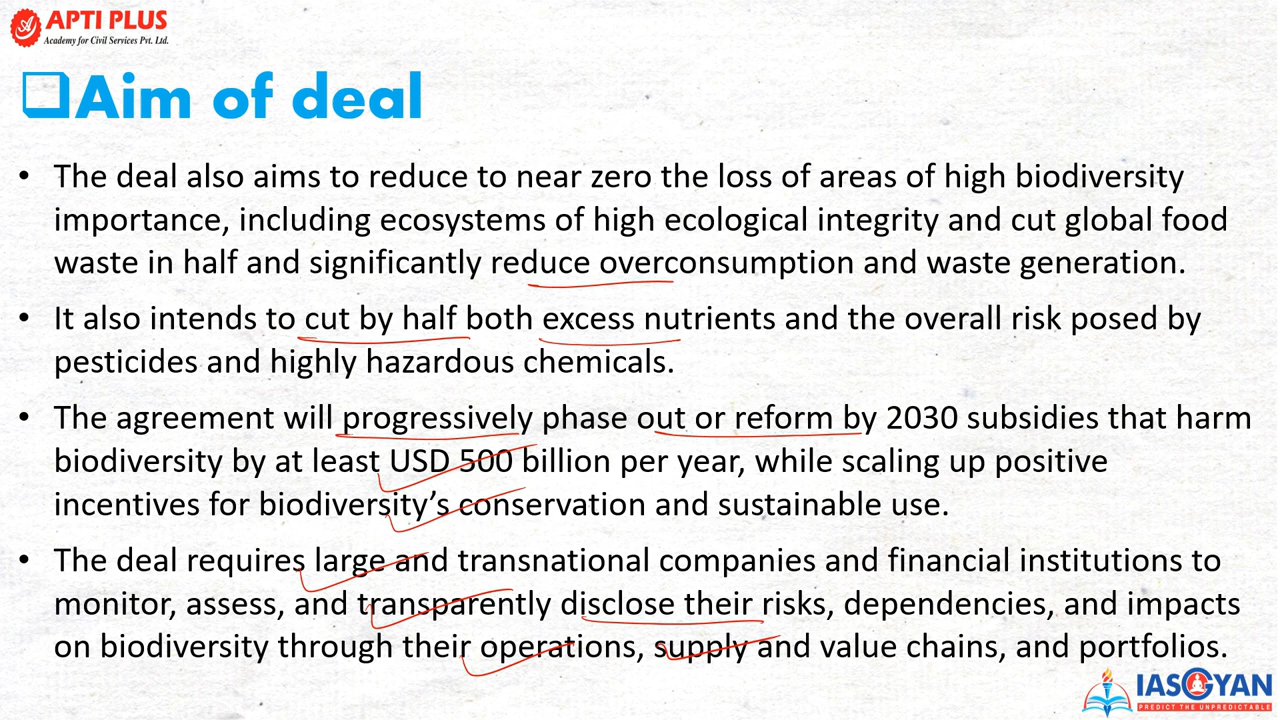 APTI PLUS
Academy for Civil Services Pvt. Ltd.
❑Aim of deal
• The deal also aims to reduce to near zero the loss of areas of high biodiversity
importance, including ecosystems of high ecological integrity and cut global food
waste in half and significantly reduce overconsumption and waste generation.
• It also intends to cut by half both excess nutrients and the overall risk posed by
pesticides and highly hazardous chemicals.
• The agreement will progressively phase out or reform by 2030 subsidies that harm
biodiversity by at least USD 500 billion per year, while scaling up positive
incentives for biodiversity’s conservation and sustainable use.
• The deal requires large and transnational companies and financial institutions to
monitor, assess, and transparently disclose their risks, dependencies, and impacts
on biodiversity through their operations, supply and value chains, and portfolios.
IASGYAN
PREDICT THE UNPREDICTABLE